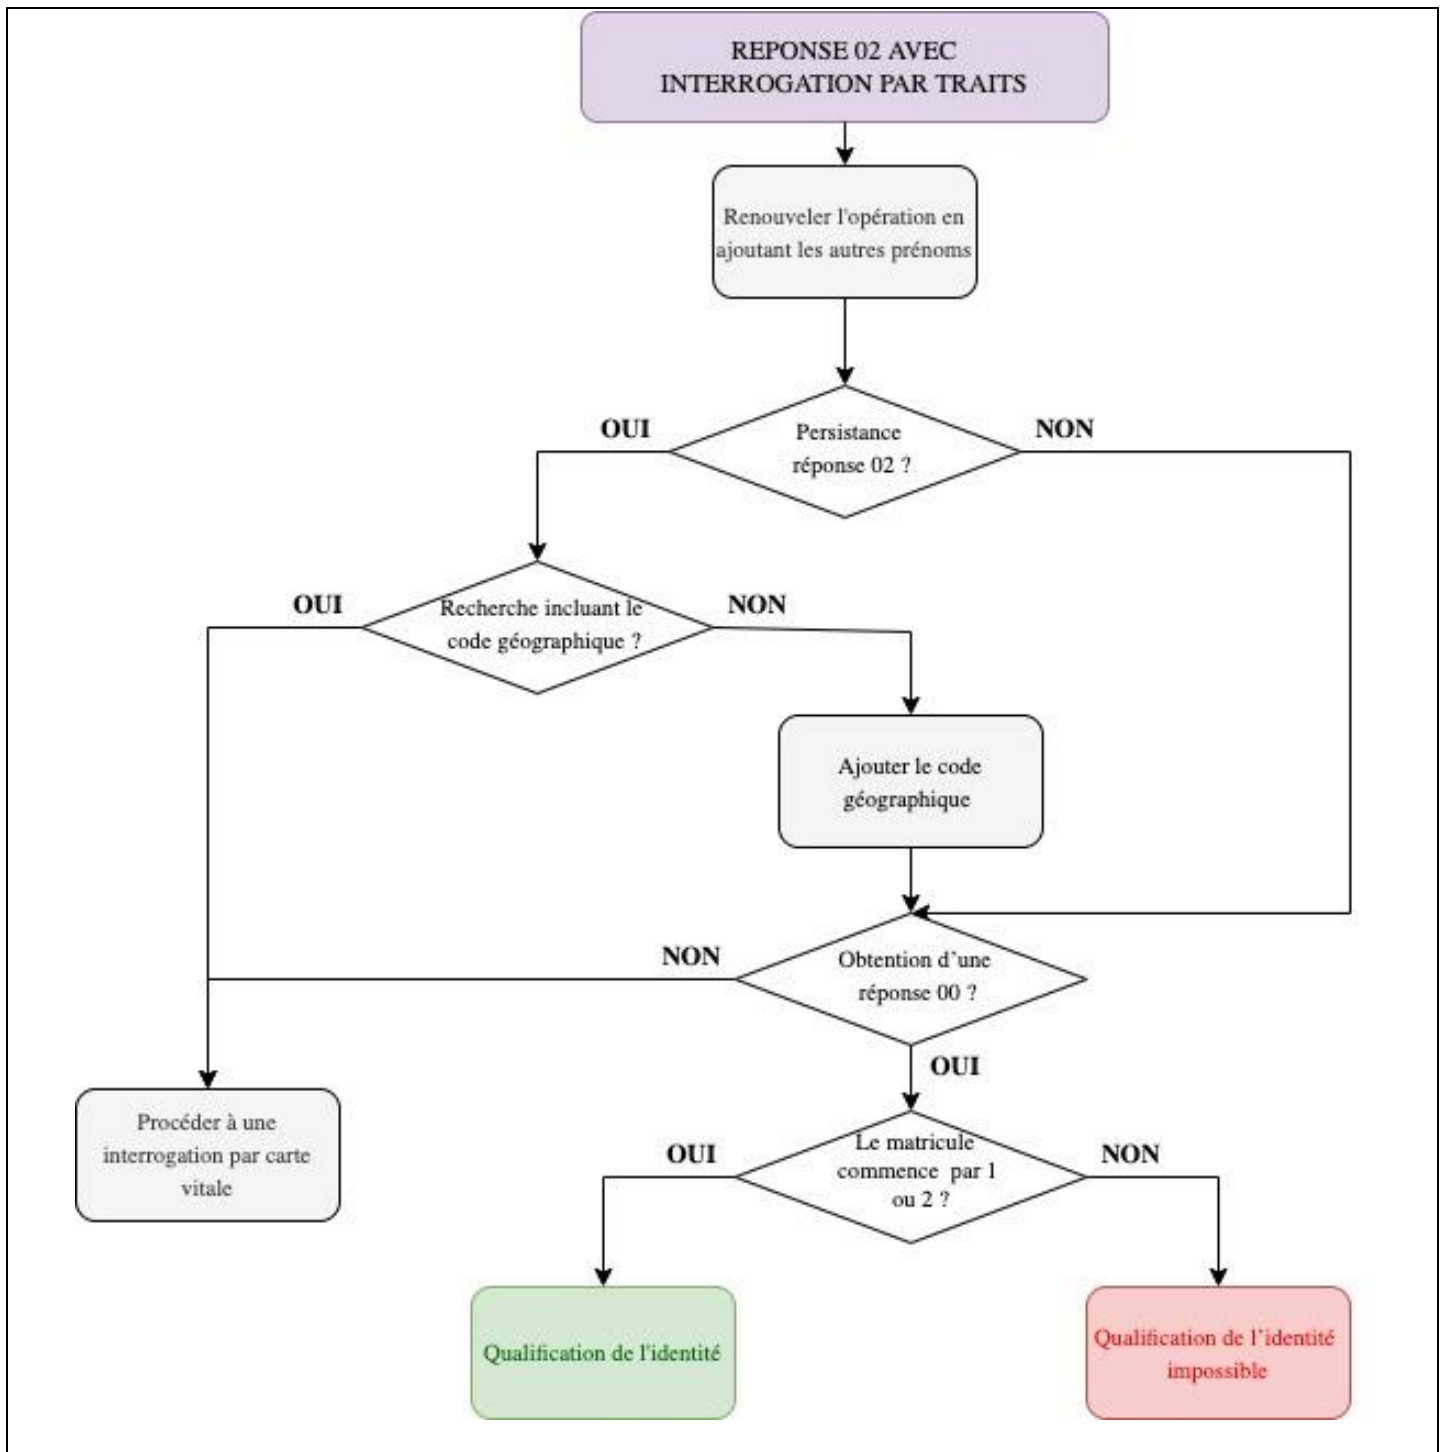 REPONSE 02 AVEC
INTERROGATION PAR TRAITS
Renouveler l'opération en
ajoutant les autres prénoms
OUI
NON
Persistance
réponse 02 ?
OUI
NON
Recherche incluant le
code géographique ?
Ajouter le code
géographique
NON
Obtention d’une
réponse 00 ?
OUI
Procéder à une
interrogation par carte
vitale
OUI
NON
Le matricule
commence par 1
ou 2 ?
Qualification de l'identité
Qualification de l’identité
impossible